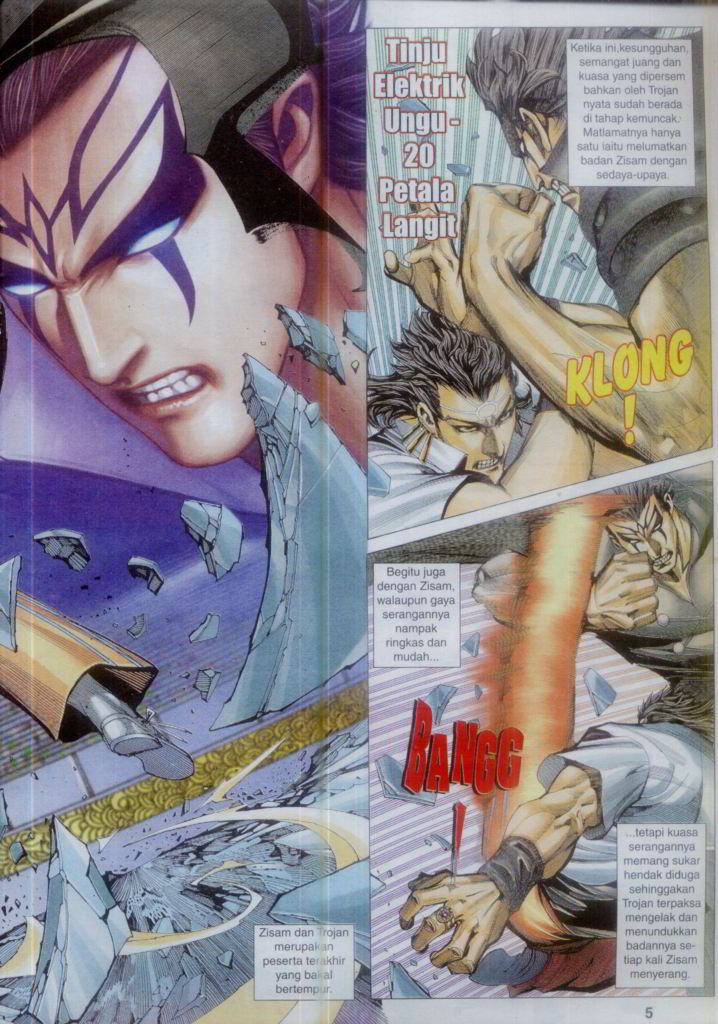 Zisam dan Trojan
merupakan
peserta terakhir
yang bakal
bertempur.
Tinju
Elektrik
Ungu -
20
Petala
Langit
Ketika ini,kesungguhan,
semangat juang dan
kuasa yang dipersem
bahkan oleh Trojan
nyata sudah berada
di tahap kemuncak.
Matlamatnya hanya
satu iaitu melumatkan
badan Zisam dengan
sedaya-upaya.
KLONG
!
Begitu juga
dengan Zisam,
walaupun gaya
serangannya
nampak
ringkas dan
mudah...
BANGG
!
...tetapi kuasa
serangannya
memang sukar
hendak diduga
sehinggakan
Trojan terpaksa
mengelak dan
menundukkan
badannya se-
tiap kali Zisam
menyerang.
5